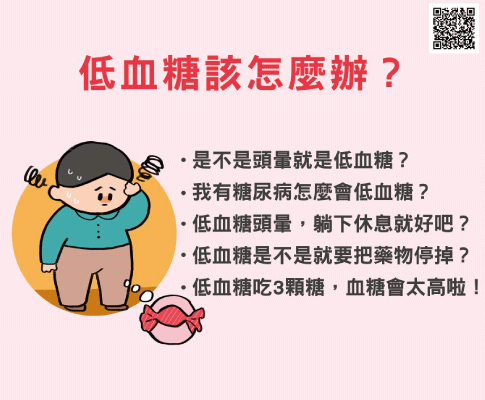 低血糖該怎麼辦？
• 是不是頭暈就是低血糖？
• 我有糖尿病怎麼會低血糖？
• 低血糖頭暈，躺下休息就好吧？
• 低血糖是不是就要把藥物停掉？
• 低血糖吃3顆糖，血糖會太高啦！